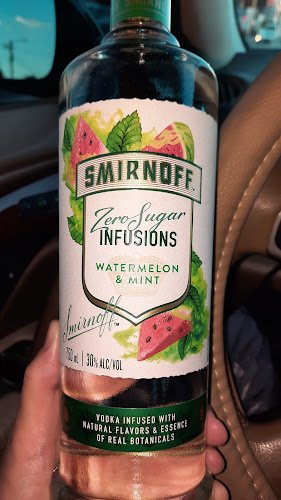 SMIRNOFF
Zero Sugar
INFUSIONS
WATERMELON
& MINT
Smirnoff™
750 ml | 30% ALC/VOL
VODKA INFUSED WITH
NATURAL FLAVORS & ESSENCE
OF REAL BOTANICALS